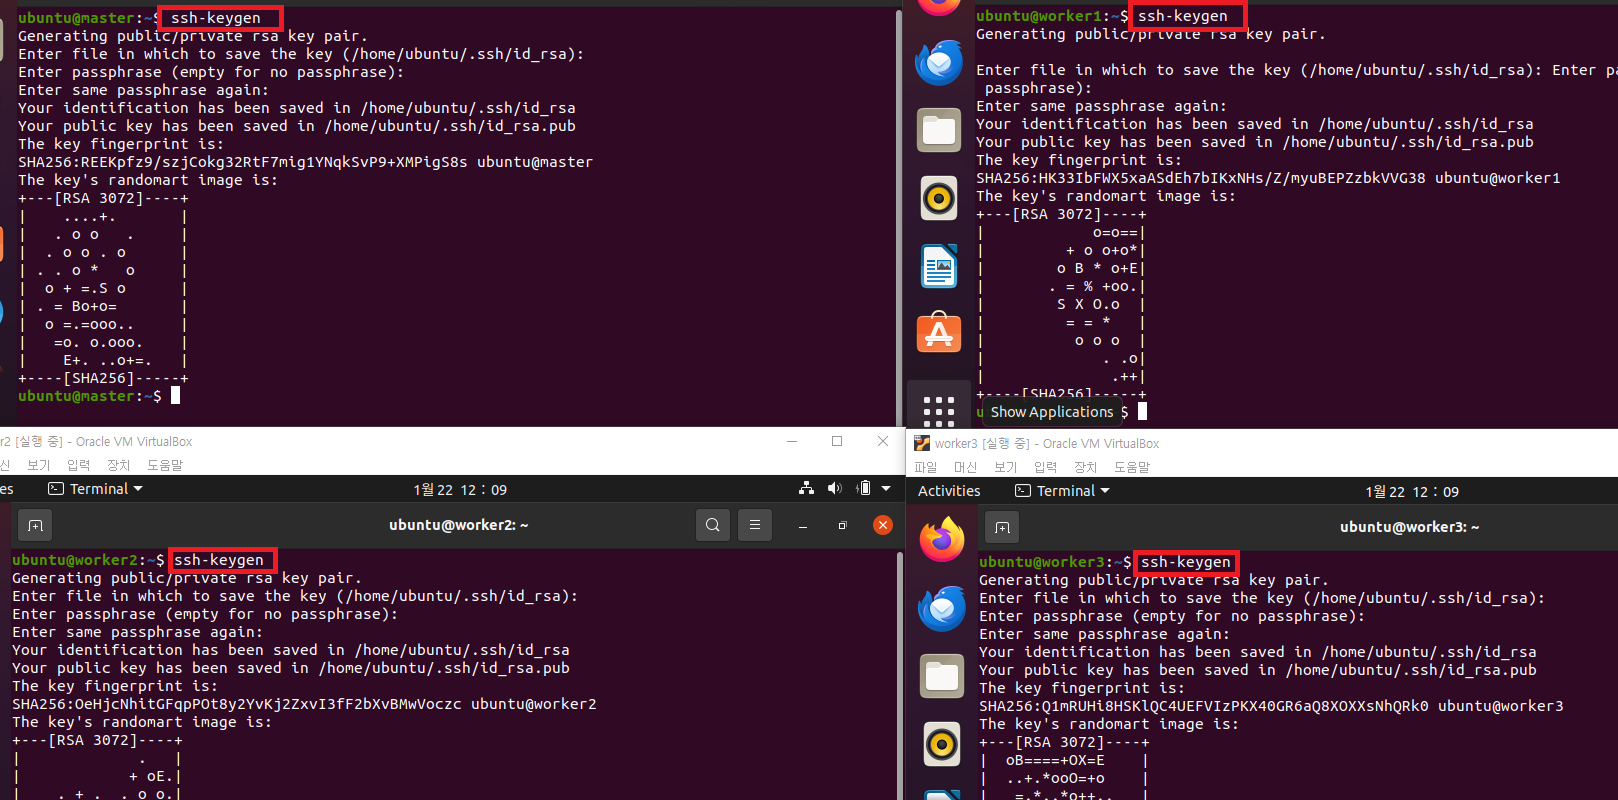 ubuntu@master:~$ ssh-keygen
Generating public/private rsa key pair.
Enter file in which to save the key (/home/ubuntu/.ssh/id_rsa):
Enter passphrase (empty for no passphrase):
Enter same passphrase again:
Your identification has been saved in /home/ubuntu/.ssh/id_rsa
Your public key has been saved in /home/ubuntu/.ssh/id_rsa.pub
The key fingerprint is:
SHA256:REEKpfz9/szjCokg32RtF7mig1YNqkSvP9+XMPigS8s ubuntu@master
The key's randomart image is:
+---[RSA 3072]----+
|    ....+.       |
|   . o o   .     |
|  . o o . o      |
| . . o *   o     |
|  o + =.S o      |
| . = Bo+o=       |
|  o =.=ooo..     |
|   =o. o.ooo.    |
|    E+. ..o+=.   |
+----[SHA256]-----+
ubuntu@master:~$
ubuntu@worker1:~$ ssh-keygen
Generating public/private rsa key pair.
Enter file in which to save the key (/home/ubuntu/.ssh/id_rsa): Enter pa
 passphrase):
Enter same passphrase again:
Your identification has been saved in /home/ubuntu/.ssh/id_rsa
Your public key has been saved in /home/ubuntu/.ssh/id_rsa.pub
The key fingerprint is:
SHA256:HK33IbFWX5xaASdEh7bIKxNHs/Z/myuBEPZzbkVVG38 ubuntu@worker1
The key's randomart image is:
+---[RSA 3072]----+
|            o=o==|
|         + o o+o*|
|        o B * o+E|
|       . = % +oo.|
|        S X O.o  |
|         = = *   |
|          o o o  |
|             . .o|
|              .++|
+----[SHA256]-----+
u Show Applications $
r2 [실행 중] - Oracle VM VirtualBox
신 보기 입력 장치 도움말
es Terminal 1월 22 12 : 09
ubuntu@worker2: ~
ubuntu@worker2:~$ ssh-keygen
Generating public/private rsa key pair.
Enter file in which to save the key (/home/ubuntu/.ssh/id_rsa):
Enter passphrase (empty for no passphrase):
Enter same passphrase again:
Your identification has been saved in /home/ubuntu/.ssh/id_rsa
Your public key has been saved in /home/ubuntu/.ssh/id_rsa.pub
The key fingerprint is:
SHA256:OeHjcNhitGFqpPOt8y2YvKj2ZxvI3fF2bXvBMwVoczc ubuntu@worker2
The key's randomart image is:
+---[RSA 3072]----+
|             .   |
|            + oE.|
|    . + .  . o o.|
worker3 [실행 중] - Oracle VM VirtualBox
파일 머신 보기 입력 장치 도움말
Activities Terminal 1월 22 12 : 09
ubuntu@worker3: ~
ubuntu@worker3:~$ ssh-keygen
Generating public/private rsa key pair.
Enter file in which to save the key (/home/ubuntu/.ssh/id_rsa):
Enter passphrase (empty for no passphrase):
Enter same passphrase again:
Your identification has been saved in /home/ubuntu/.ssh/id_rsa
Your public key has been saved in /home/ubuntu/.ssh/id_rsa.pub
The key fingerprint is:
SHA256:Q1mRUHi8HSKlQC4UEFVIzPKX40GR6aQ8XOXXsNhQRk0 ubuntu@worker3
The key's randomart image is:
+---[RSA 3072]----+
|  oB====+OX=E    |
|  ..+.*ooO=+o    |
|   =.*..*o++..   |